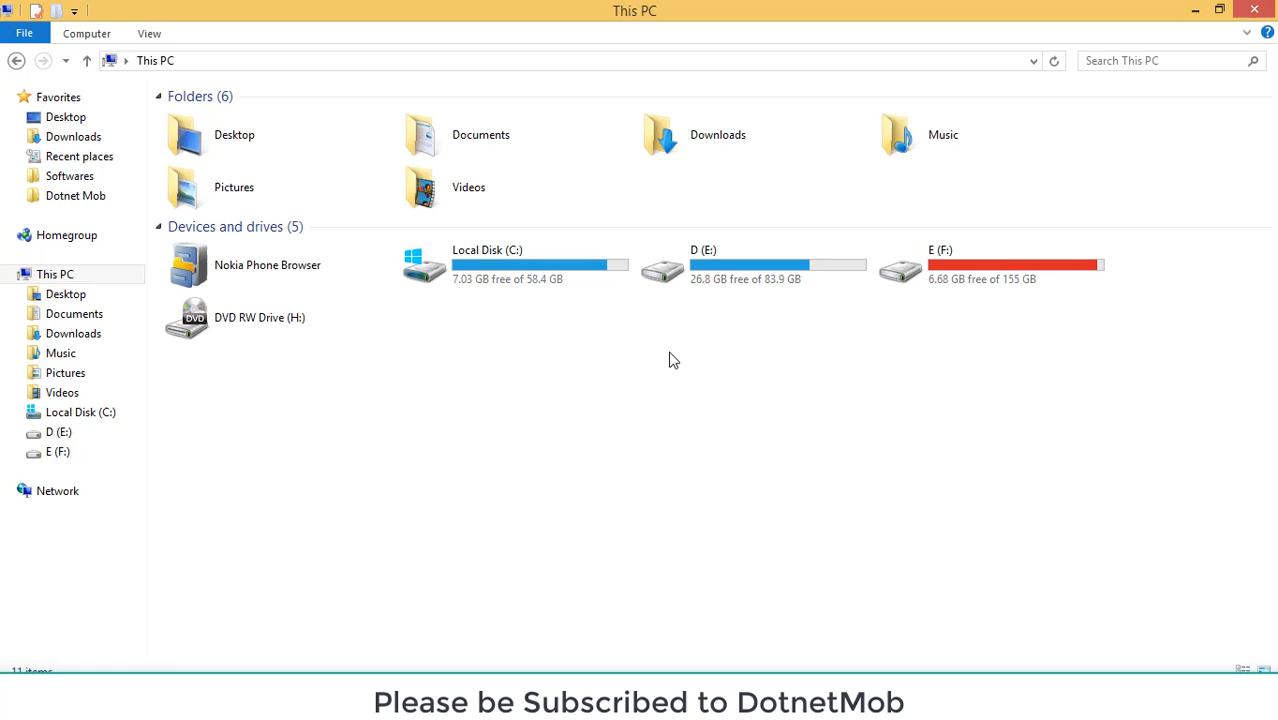 This PC
File Computer View
This PC
Search This PC
Favorites
Desktop
Downloads
Recent places
Softwares
Dotnet Mob
Homegroup
This PC
Desktop
Documents
Downloads
Music
Pictures
Videos
Local Disk (C:)
D (E:)
E (F:)
Network
Folders (6)
Desktop Documents Downloads Music
Pictures Videos
Devices and drives (5)
Nokia Phone Browser
Local Disk (C:)
7.03 GB free of 58.4 GB
D (E:)
26.8 GB free of 83.9 GB
E (F:)
6.68 GB free of 155 GB
DVD RW Drive (H:)
11 items
Please be Subscribed to DotnetMob